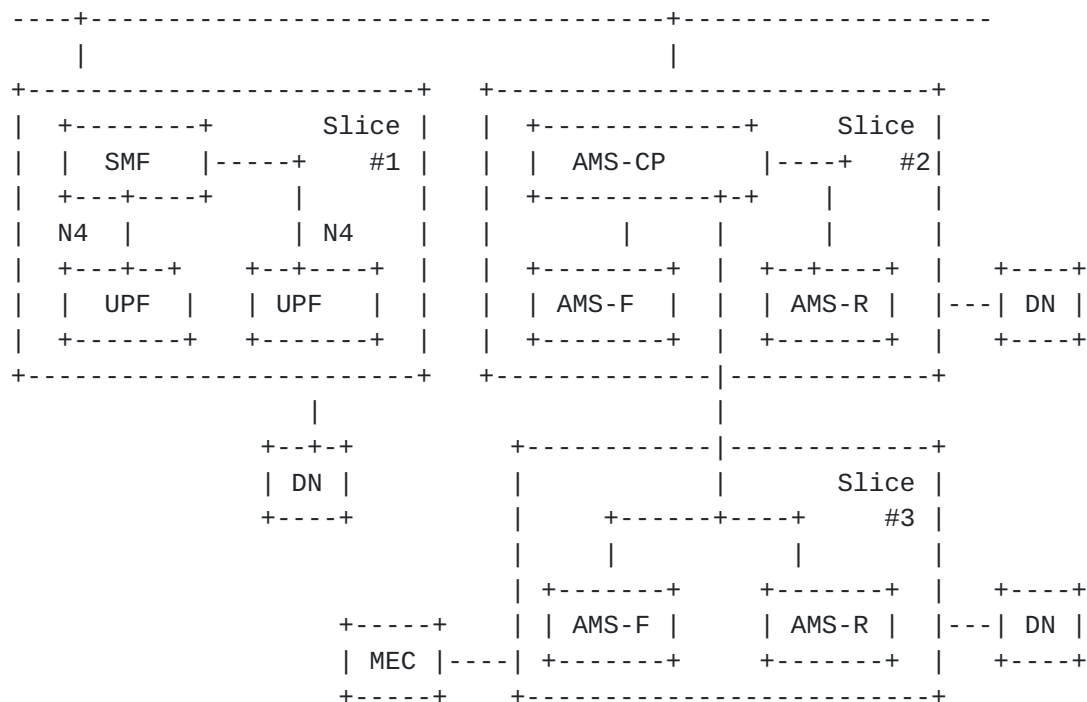 Slice Slice
SMF #1 AMS-CP #2
N4 N4
UPF UPF AMS-F AMS-R DN
DN Slice
#3
AMS-F AMS-R DN
MEC